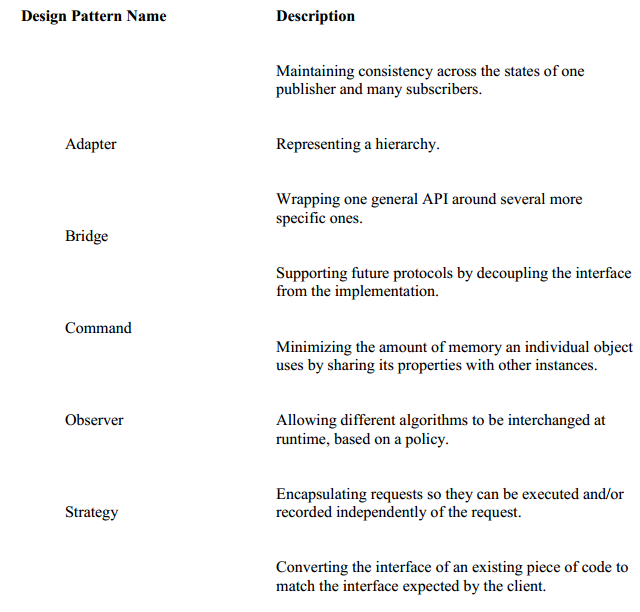 Design Pattern Name Description
Maintaining consistency across the states of one
publisher and many subscribers.
Adapter Representing a hierarchy.
Wrapping one general API around several more
specific ones.
Bridge
Supporting future protocols by decoupling the interface
from the implementation.
Command
Minimizing the amount of memory an individual object
uses by sharing its properties with other instances.
Observer Allowing different algorithms to be interchanged at
runtime, based on a policy.
Encapsulating requests so they can be executed and/or
Strategy recorded independently of the request.
Converting the interface of an existing piece of code to
match the interface expected by the client.